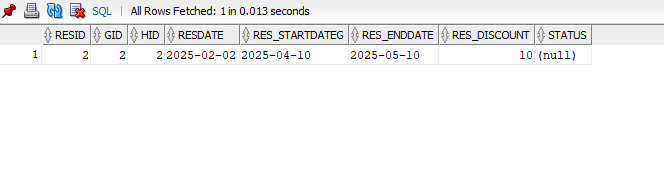 SQL | All Rows Fetched: 1 in 0.013 seconds
RESID GID HID RESDATE RES_STARTDATEG RES_ENDDATE RES_DISCOUNT STATUS
1 2 2 2 2025-02-02 2025-04-10 2025-05-10 10 (null)